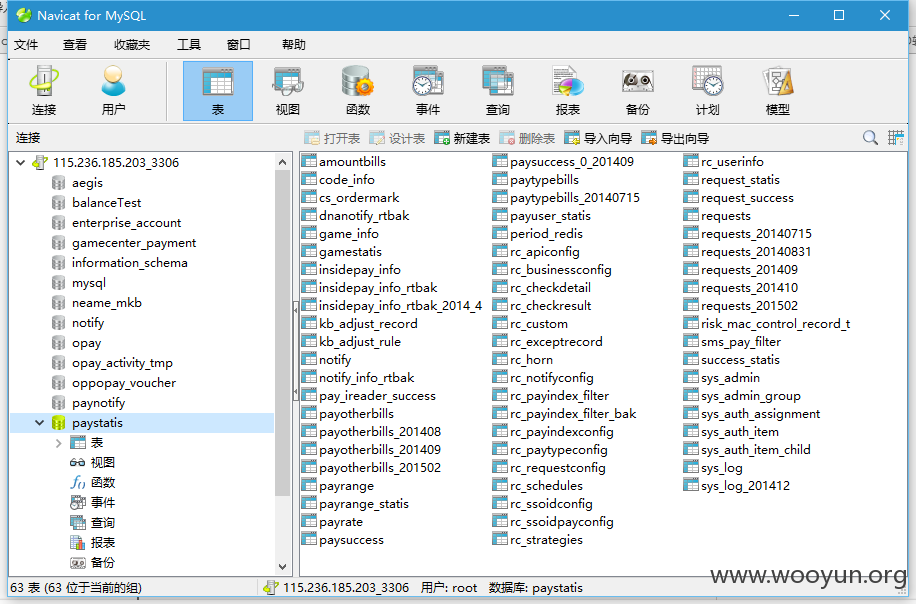 Navicat for MySQL
文件 查看 收藏夹 工具 窗口 帮助
连接 用户 表 视图 函数 事件 查询 报表 备份 计划 模型
连接 打开表 设计表 新建表 删除表 导入向导 导出向导
115.236.185.203_3306
aegis
balanceTest
enterprise_account
gamecenter_payment
information_schema
mysql
neame_mkb
notify
opay
opay_activity_tmp
oppopay_voucher
paynotify
paystatis
表
视图
函数
事件
查询
报表
备份
amountbills
code_info
cs_ordermark
dnanotify_rtbak
game_info
gamestatis
insidepay_info
insidepay_info_rtbak
insidepay_info_rtbak_2014_4
kb_adjust_record
kb_adjust_rule
notify
notify_info_rtbak
pay_ireader_success
payotherbills
payotherbills_201408
payotherbills_201409
payotherbills_201502
payrange
payrange_statis
payrate
paysuccess
paysuccess_0_201409
paytypebills
paytypebills_20140715
payuser_statis
period_redis
rc_apiconfig
rc_businessconfig
rc_checkdetail
rc_checkresult
rc_custom
rc_exceptrecord
rc_horn
rc_notifyconfig
rc_payindex_filter
rc_payindex_filter_bak
rc_payindexconfig
rc_paytypeconfig
rc_requestconfig
rc_schedules
rc_ssoidconfig
rc_ssoidpayconfig
rc_strategies
rc_userinfo
request_statis
request_success
requests
requests_20140715
requests_20140831
requests_201409
requests_201410
requests_201502
risk_mac_control_record_t
sms_pay_filter
success_statis
sys_admin
sys_admin_group
sys_auth_assignment
sys_auth_item
sys_auth_item_child
sys_log
sys_log_201412
www.wooyun.org
63 表 (63 位于当前的组) 115.236.185.203_3306 用户: root 数据库: paystatis